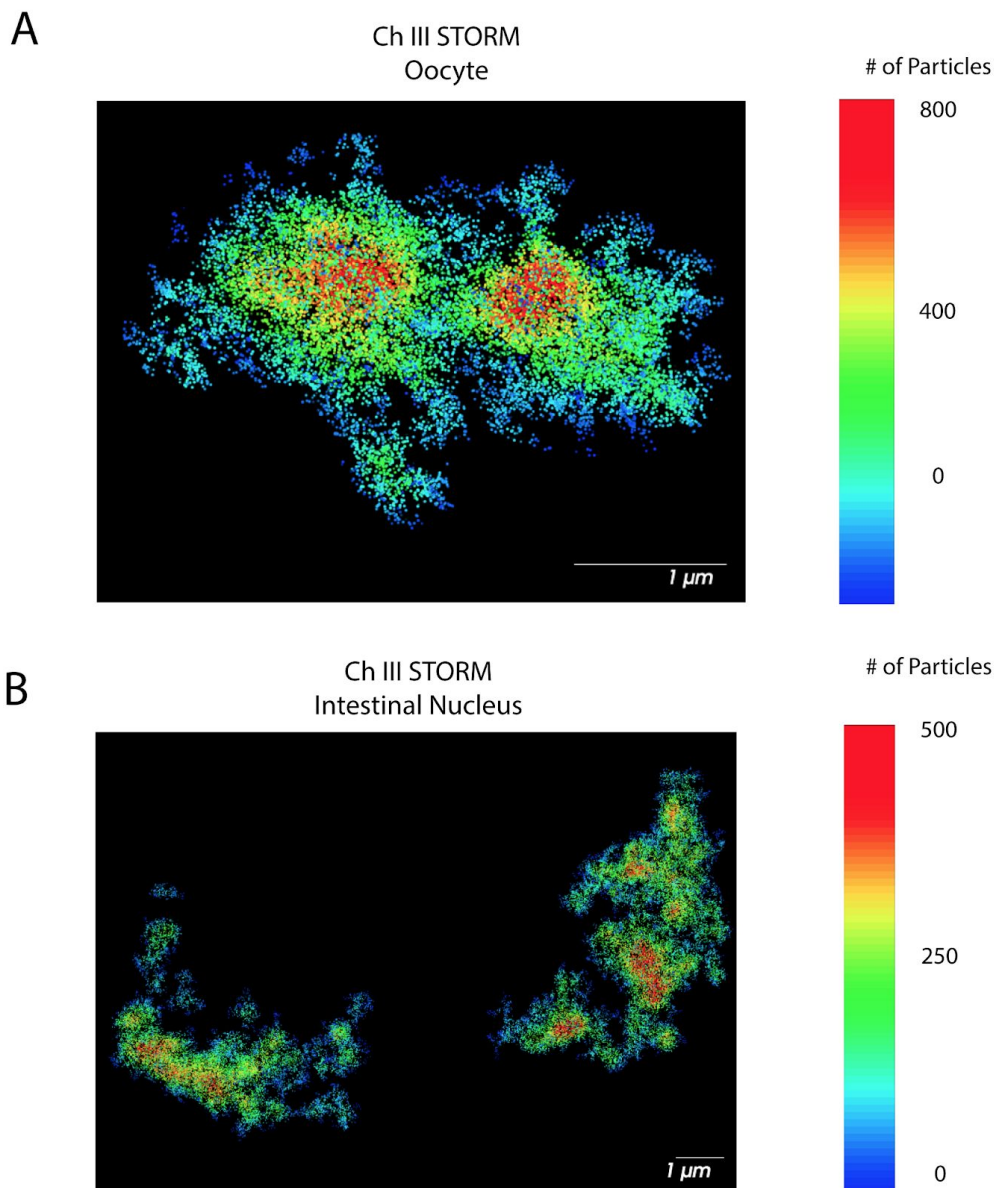 A
Ch III STORM
Oocyte
# of Particles
800
400
0
1 µm
B
Ch III STORM
Intestinal Nucleus
# of Particles
500
250
0
1 µm